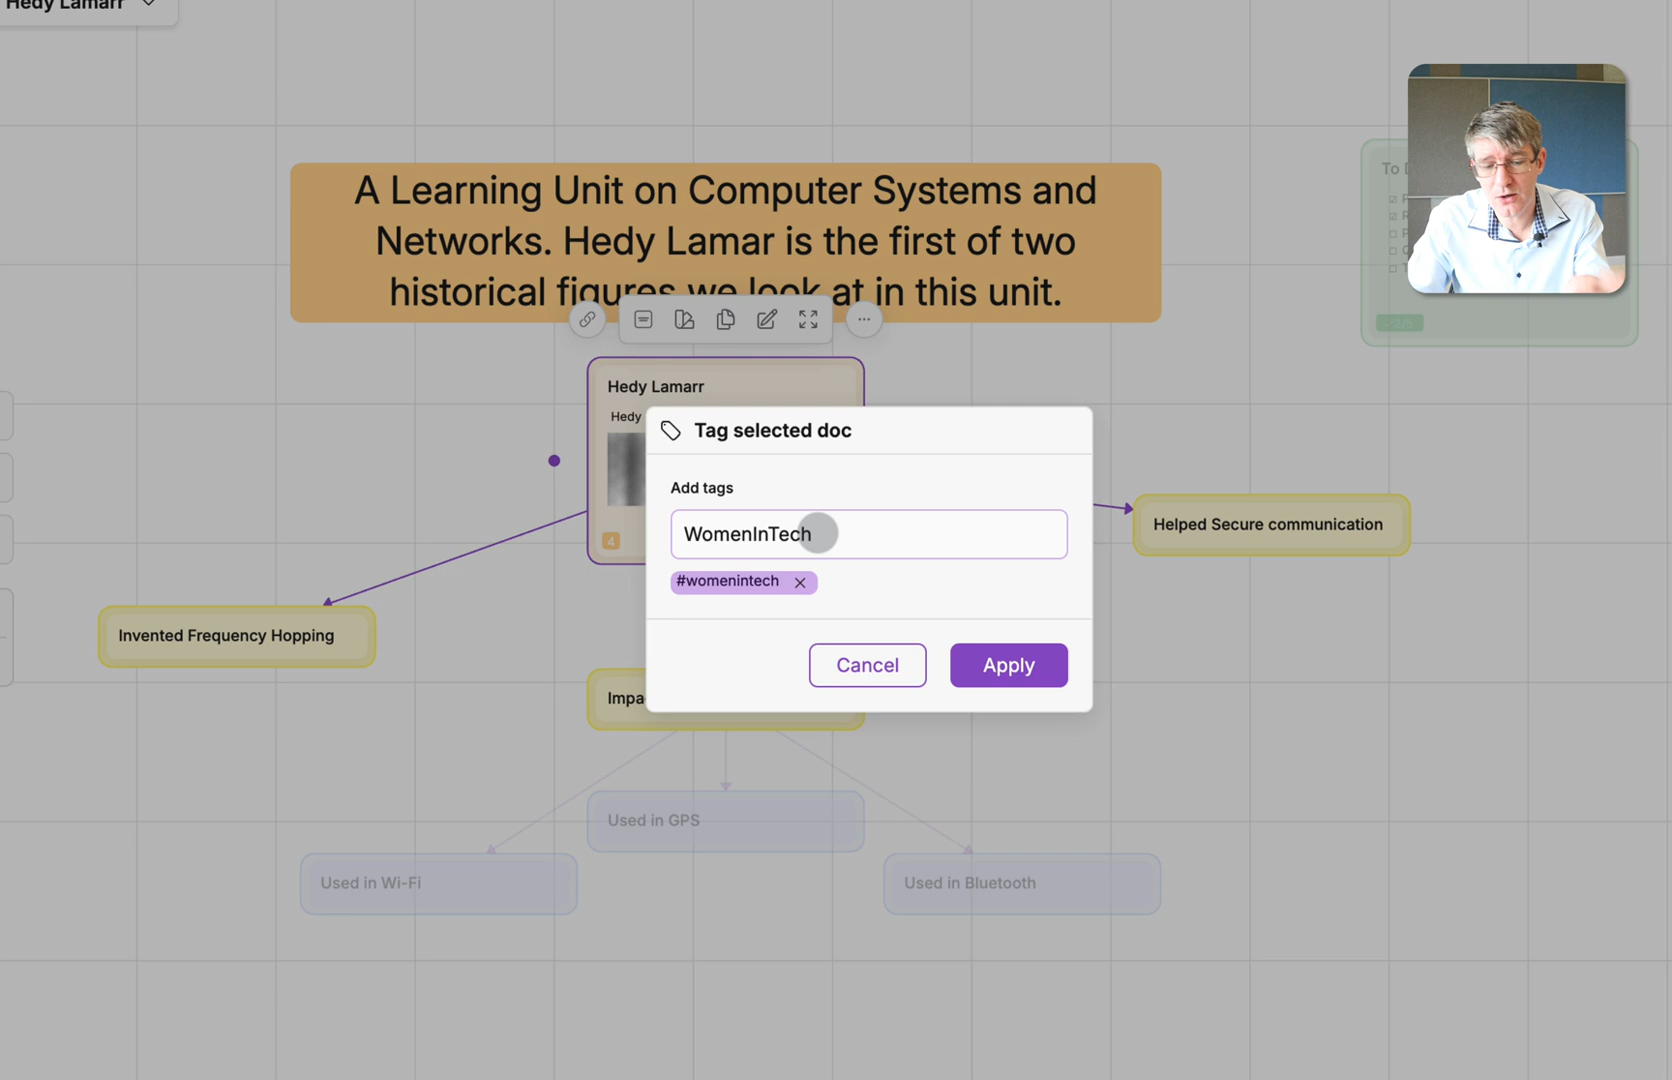 Hedy Lamarr
A Learning Unit on Computer Systems and
Networks. Hedy Lamar is the first of two
historical figures we look at in this unit.
To
Hedy Lamarr
Hedy
4
Tag selected doc
Add tags
WomenInTech
#womenintech
Cancel
Apply
Helped Secure communication
Invented Frequency Hopping
Impa
Used in GPS
Used in Wi-Fi
Used in Bluetooth